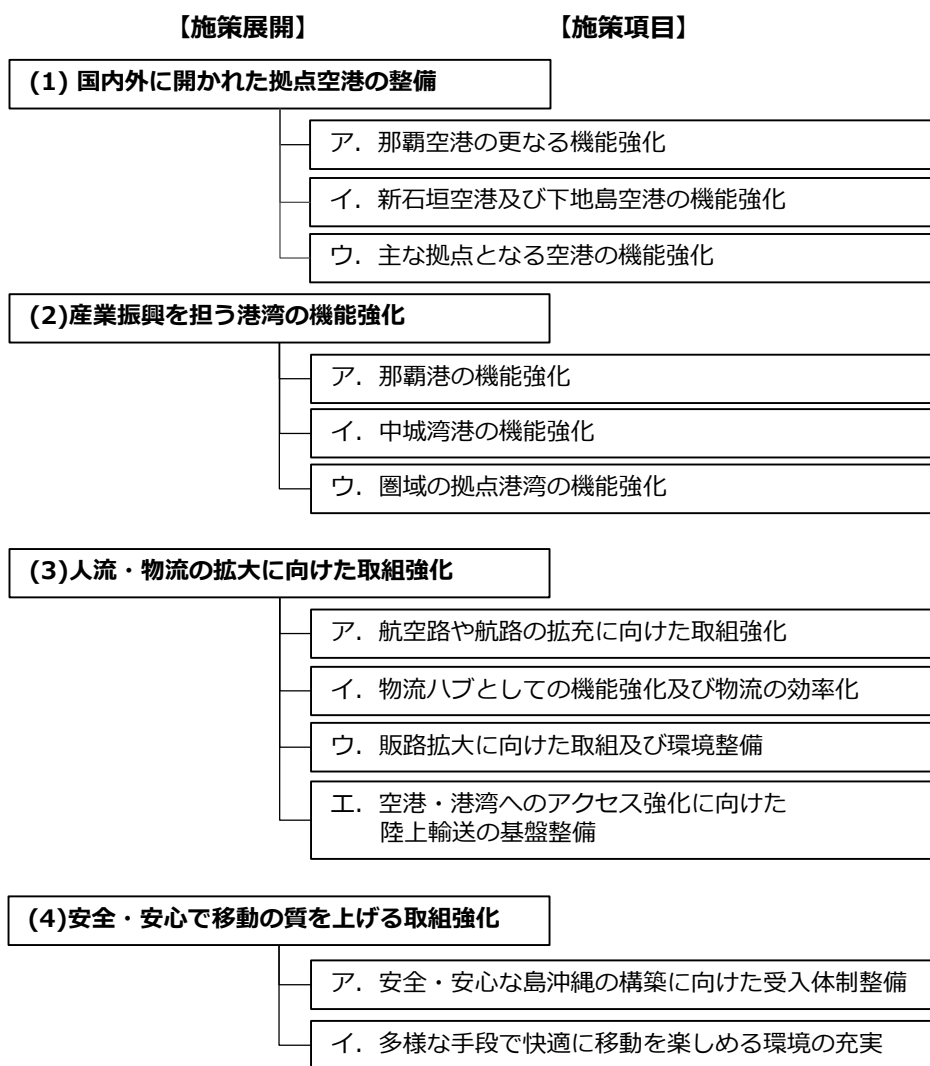 【施策展開】 【施策項目】
(1) 国内外に開かれた拠点空港の整備
ア．那覇空港の更なる機能強化
イ．新石垣空港及び下地島空港の機能強化
ウ．主な拠点となる空港の機能強化
(2)産業振興を担う港湾の機能強化
ア．那覇港の機能強化
イ．中城湾港の機能強化
ウ．圏域の拠点港湾の機能強化
(3)人流・物流の拡大に向けた取組強化
ア．航空路や航路の拡充に向けた取組強化
イ．物流ハブとしての機能強化及び物流の効率化
ウ．販路拡大に向けた取組及び環境整備
エ．空港・港湾へのアクセス強化に向けた
陸上輸送の基盤整備
(4)安全・安心で移動の質を上げる取組強化
ア．安全・安心な島沖縄の構築に向けた受入体制整備
イ．多様な手段で快適に移動を楽しめる環境の充実